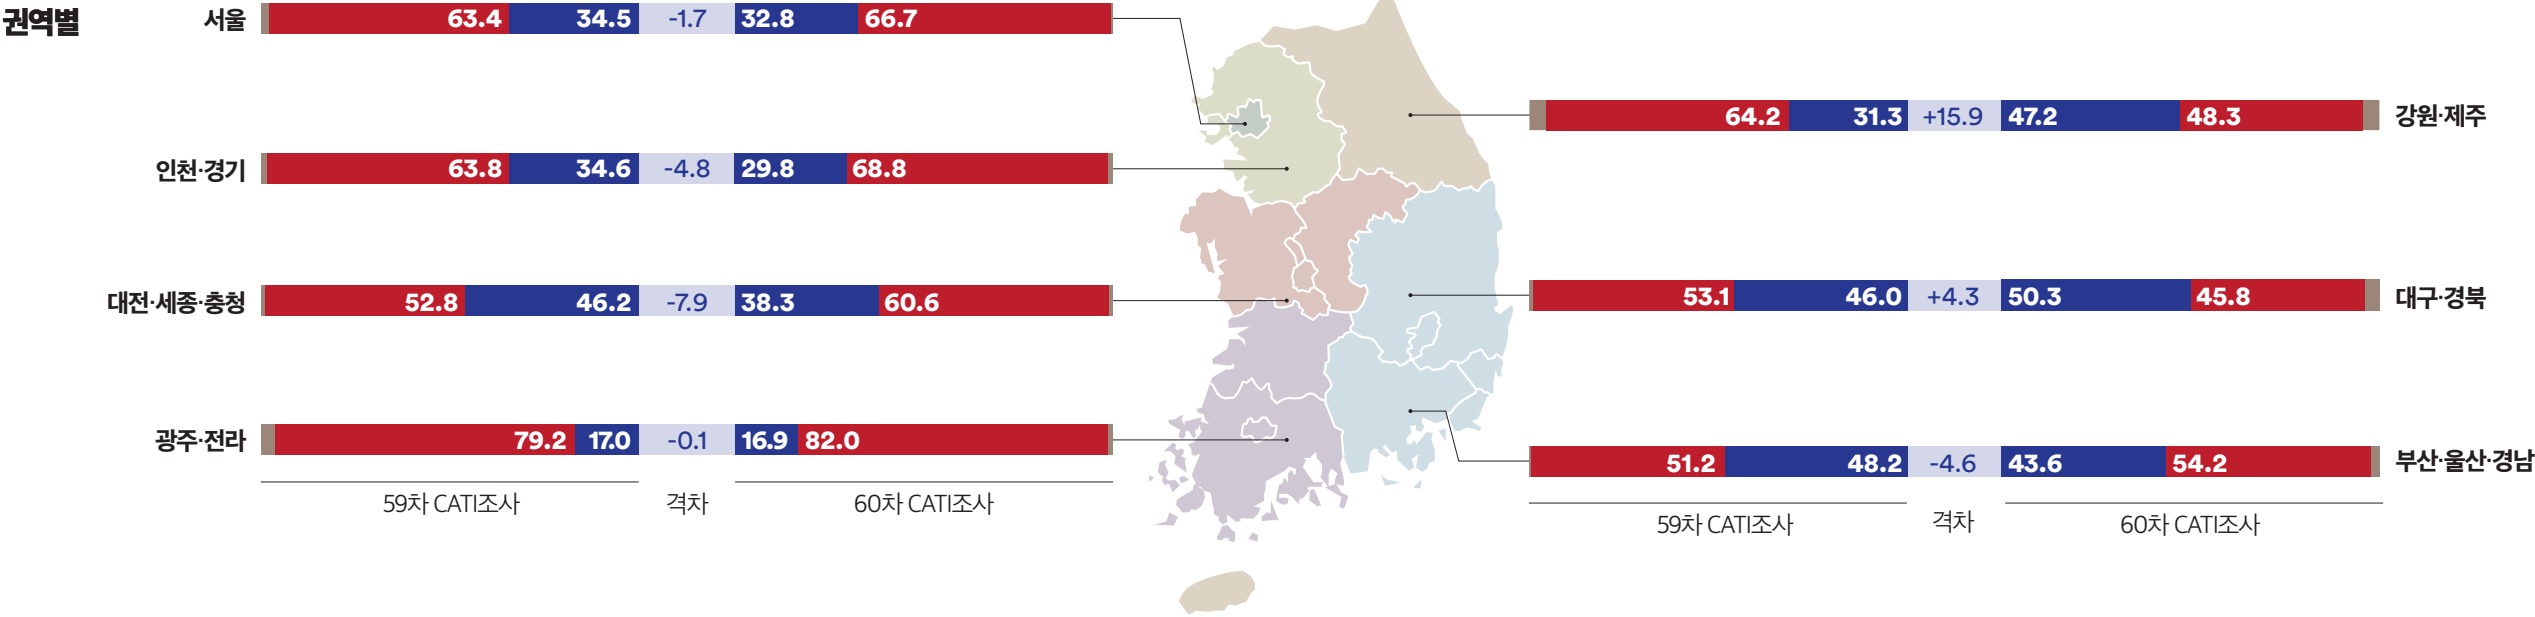 권역별
서울 63.4 34.5 -1.7 32.8 66.7
인천·경기 63.8 34.6 -4.8 29.8 68.8
대전·세종·충청 52.8 46.2 -7.9 38.3 60.6
광주·전라 79.2 17.0 -0.1 16.9 82.0
59차 CATI조사 격차 60차 CATI조사
64.2 31.3 +15.9 47.2 48.3 강원·제주
53.1 46.0 +4.3 50.3 45.8 대구·경북
51.2 48.2 -4.6 43.6 54.2 부산·울산·경남
59차 CATI조사 격차 60차 CATI조사